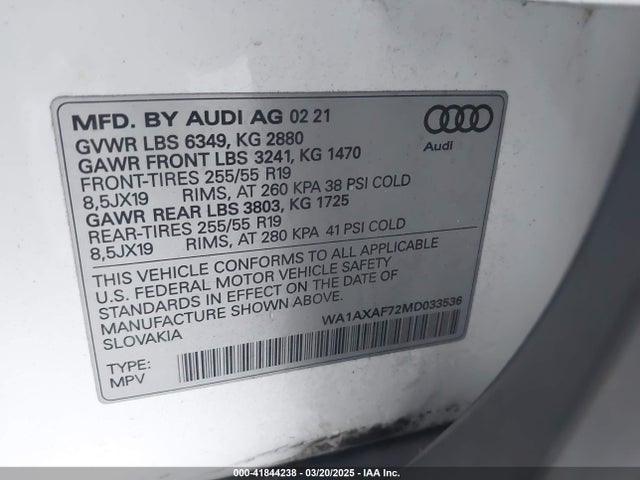 MFD. BY AUDI AG 02 21
GVWR LBS 6349, KG 2880
GAWR FRONT LBS 3241, KG 1470
FRONT-TIRES 255/55 R19
8,5JX19 RIMS, AT 260 KPA 38 PSI COLD
GAWR REAR LBS 3803, KG 1725
REAR-TIRES 255/55 R19
8,5JX19 RIMS, AT 280 KPA 41 PSI COLD
Audi
THIS VEHICLE CONFORMS TO ALL APPLICABLE
U.S. FEDERAL MOTOR VEHICLE SAFETY
STANDARDS IN EFFECT ON THE DATE OF
MANUFACTURE SHOWN ABOVE.
SLOVAKIA
WA1AXAF72MD033536
TYPE:
MPV
000-41844238 - 03/20/2025 - IAA Inc.